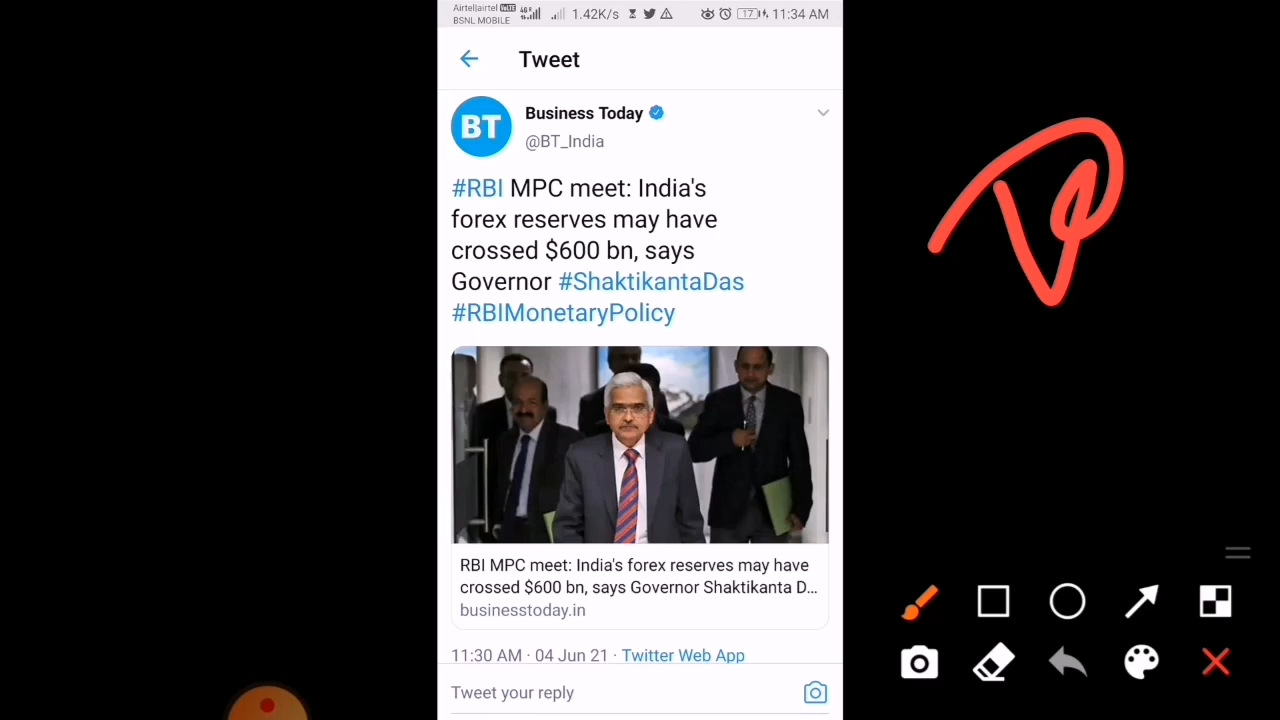 Airtel|airtel VoLTE 4G 1.42K/s 17 11:34 AM
BSNL MOBILE
Tweet
BT
Business Today
@BT_India
#RBI MPC meet: India's
forex reserves may have
crossed $600 bn, says
Governor #ShaktikantaDas
#RBIMonetaryPolicy
RBI MPC meet: India's forex reserves may have
crossed $600 bn, says Governor Shaktikanta D...
businesstoday.in
11:30 AM · 04 Jun 21 · Twitter Web App
Tweet your reply